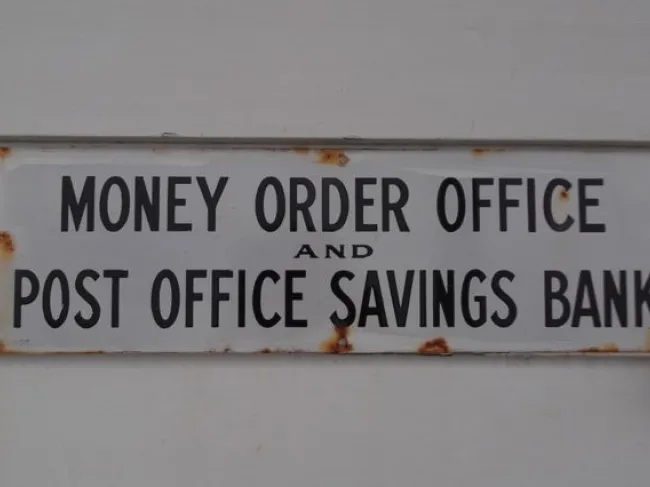 MONEY ORDER OFFICE
AND
POST OFFICE SAVINGS BANK